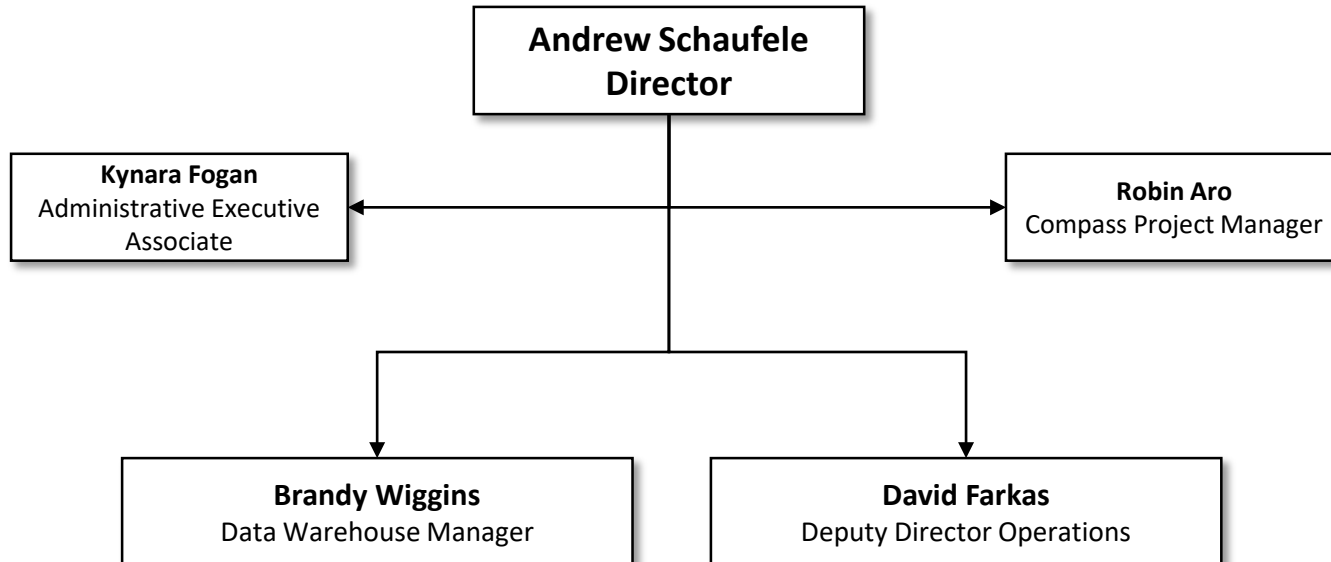 Andrew Schaufele
Director
Kynara Fogan
Administrative Executive
Associate
Robin Aro
Compass Project Manager
Brandy Wiggins
Data Warehouse Manager
David Farkas
Deputy Director Operations